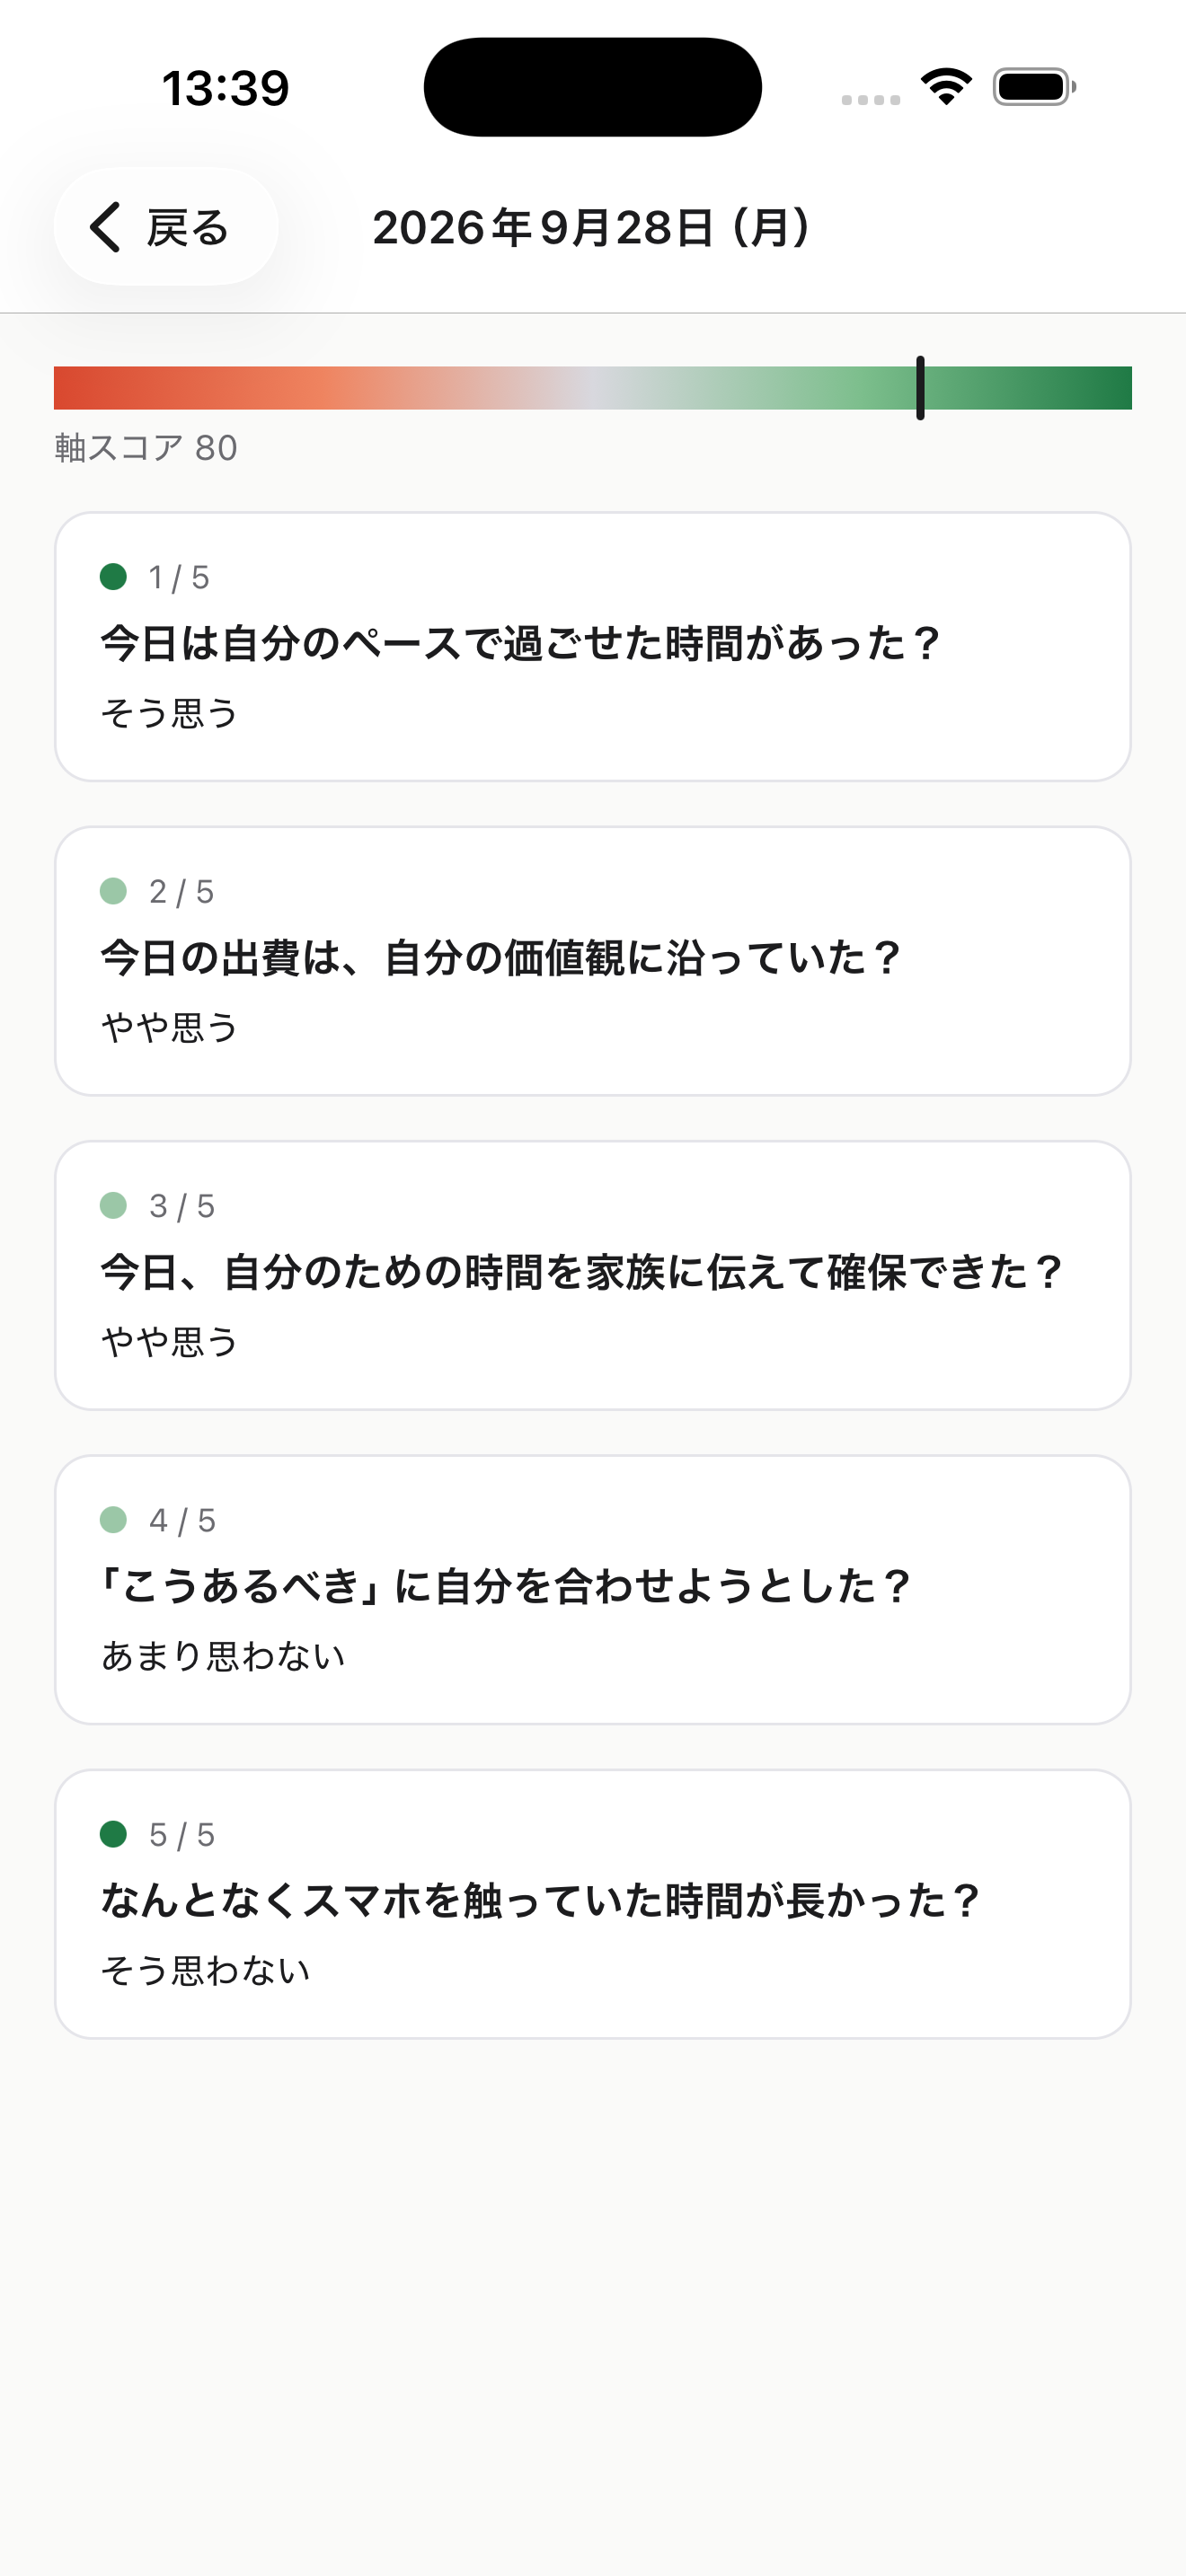 13:39
戻る
2026年9月28日（月）
軸スコア 80
1 / 5
今日は自分のペースで過ごせた時間があった？
そう思う
2 / 5
今日の出費は、自分の価値観に沿っていた？
やや思う
3 / 5
今日、自分のための時間を家族に伝えて確保できた？
やや思う
4 / 5
「こうあるべき」に自分を合わせようとした？
あまり思わない
5 / 5
なんとなくスマホを触っていた時間が長かった？
そう思わない